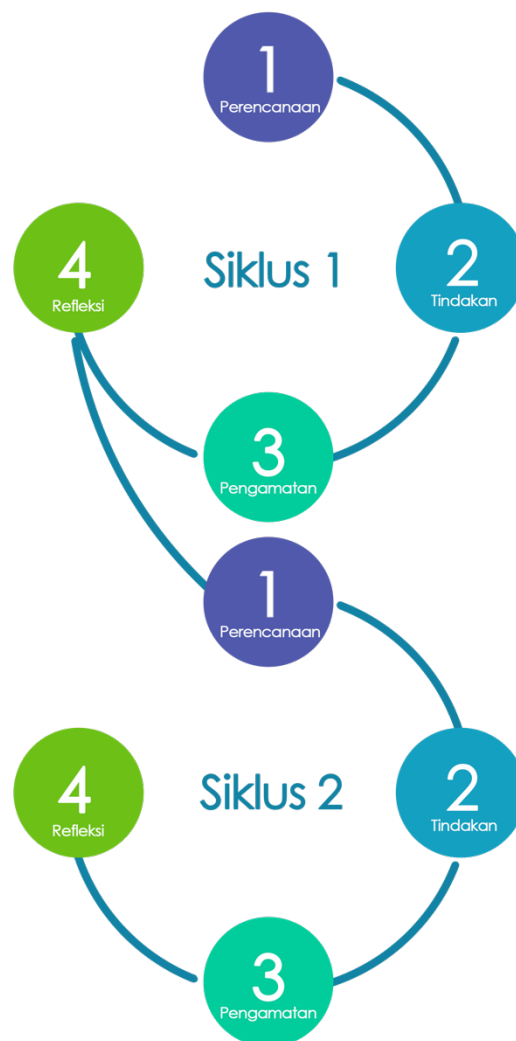 1
Perencanaan
2
Tindakan
Siklus 1
4
Refleksi
3
Pengamatan
1
Perencanaan
2
Tindakan
Siklus 2
4
Refleksi
3
Pengamatan